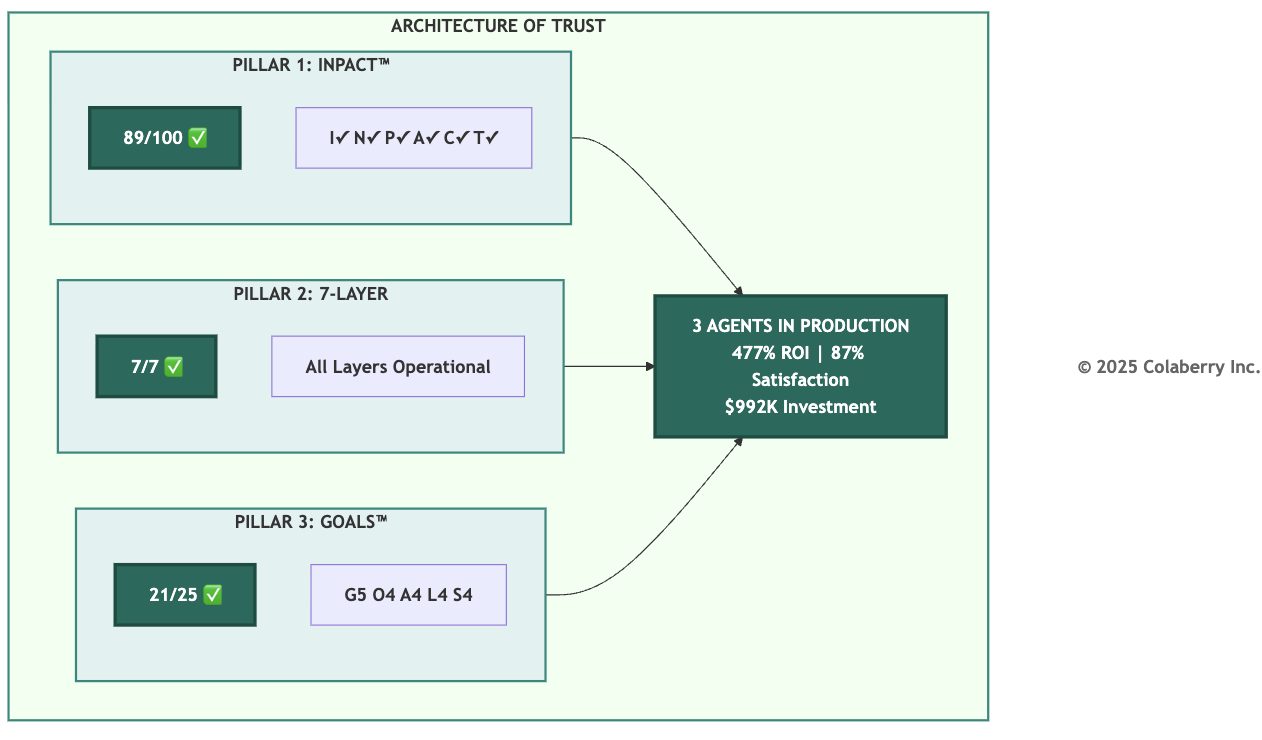 ARCHITECTURE OF TRUST
PILLAR 1: INPACT™
89/100 ✅
I✓ N✓ P✓ A✓ C✓ T✓
PILLAR 2: 7-LAYER
7/7 ✅
All Layers Operational
3 AGENTS IN PRODUCTION
477% ROI | 87%
Satisfaction
$992K Investment
© 2025 Colaberry Inc.
PILLAR 3: GOALS™
21/25 ✅
G5 O4 A4 L4 S4